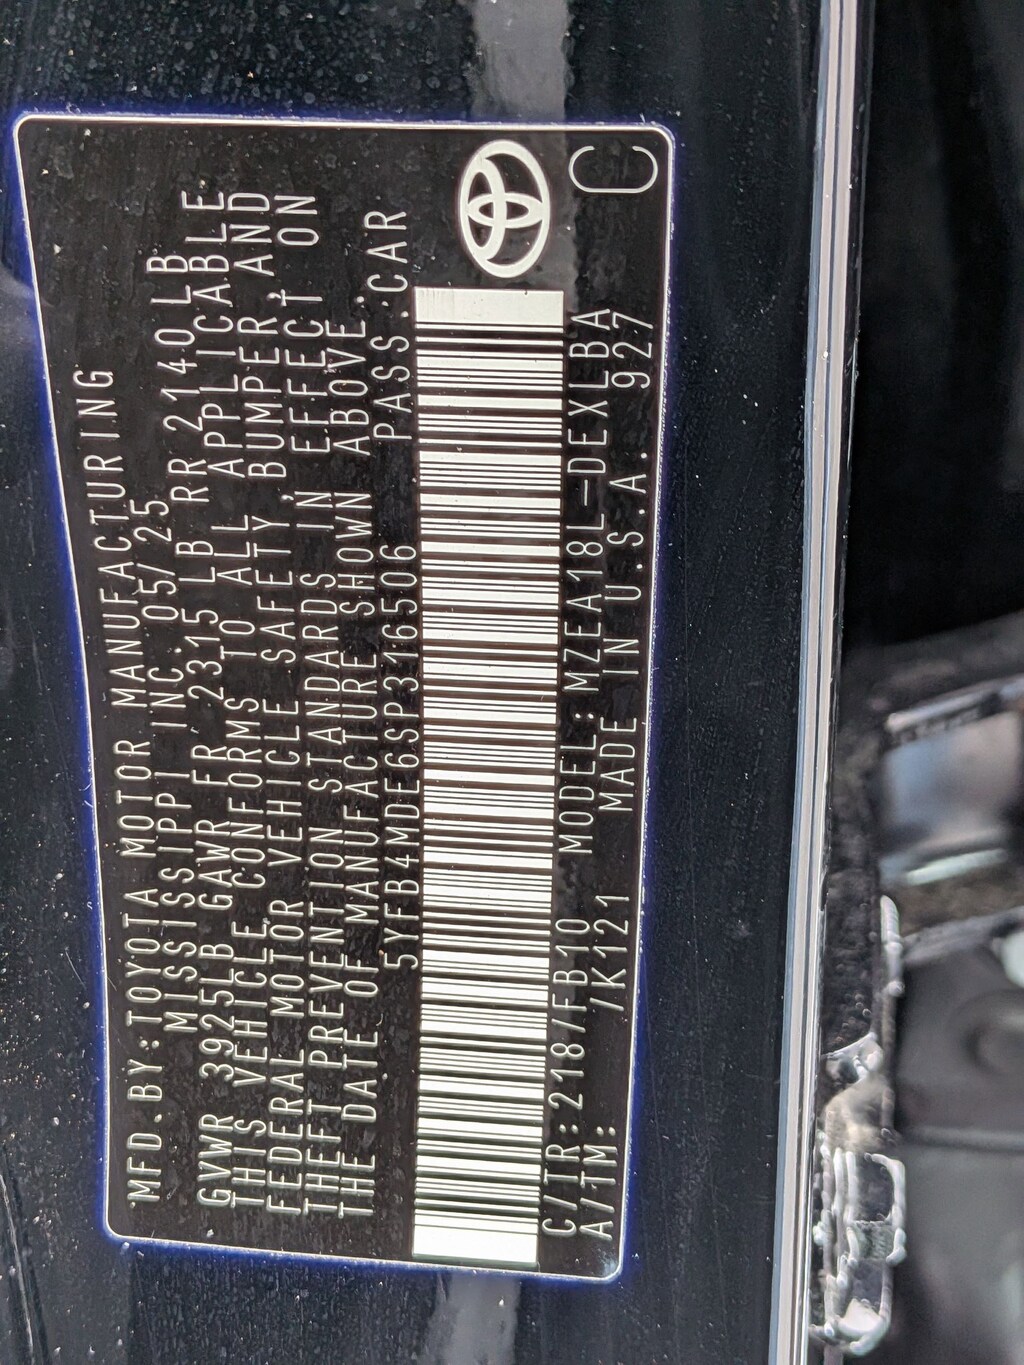 MFD.BY:TOYOTA MOTOR MANUFACTURING
MISSISSIPPI INC. 05/25
GVWR 3925LB GAWR FR 2315 LB RR 2140LB
THIS VEHICLE CONFORMS TO ALL APPLICABLE
FEDERAL MOTOR VEHICLE SAFETY, BUMPER, AND
THEFT PREVENTION STANDARDS IN EFFECT ON
THE DATE OF MANUFACTURE SHOWN ABOVE.
5YFB4MDE6SP316506 PASS.CAR
C/TR:218/FB10 MODEL:MZEA18L-DEXLBA
A/TM: /K121 MADE IN U.S.A. 927 C